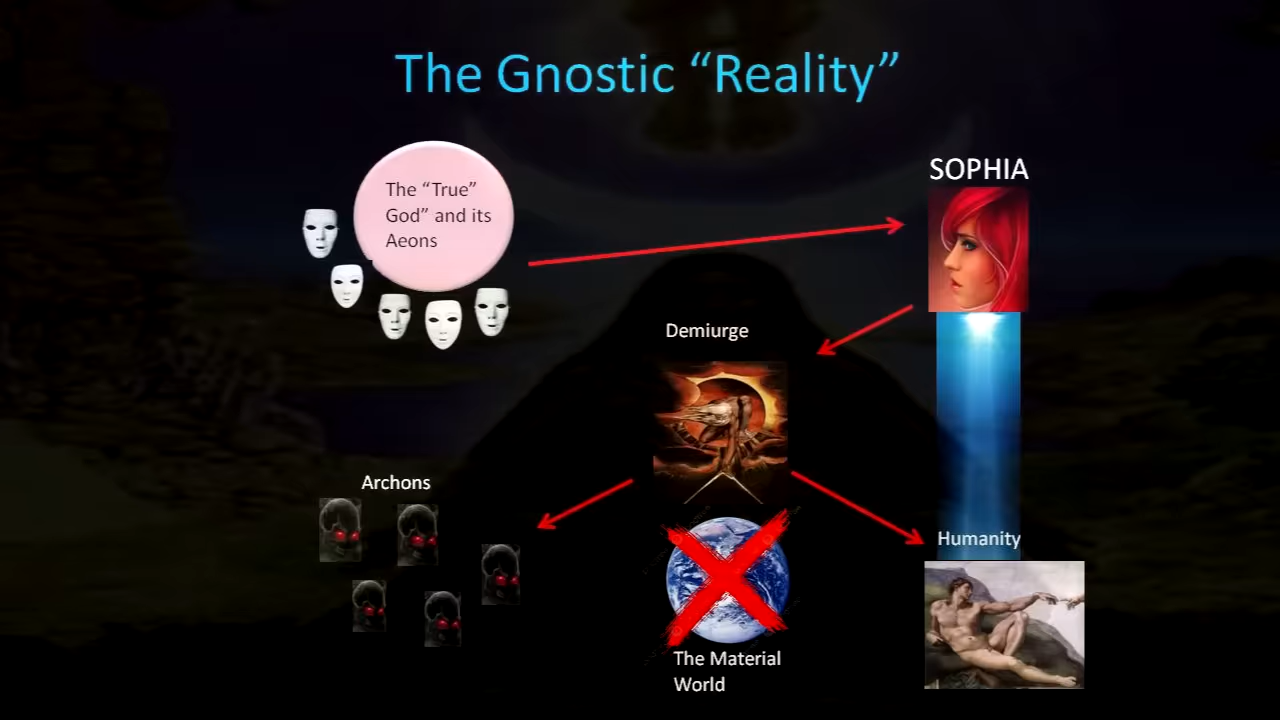 The Gnostic “Reality”
The “True”
God” and its
Aeons
SOPHIA
Demiurge
Archons
Humanity
The Material
World